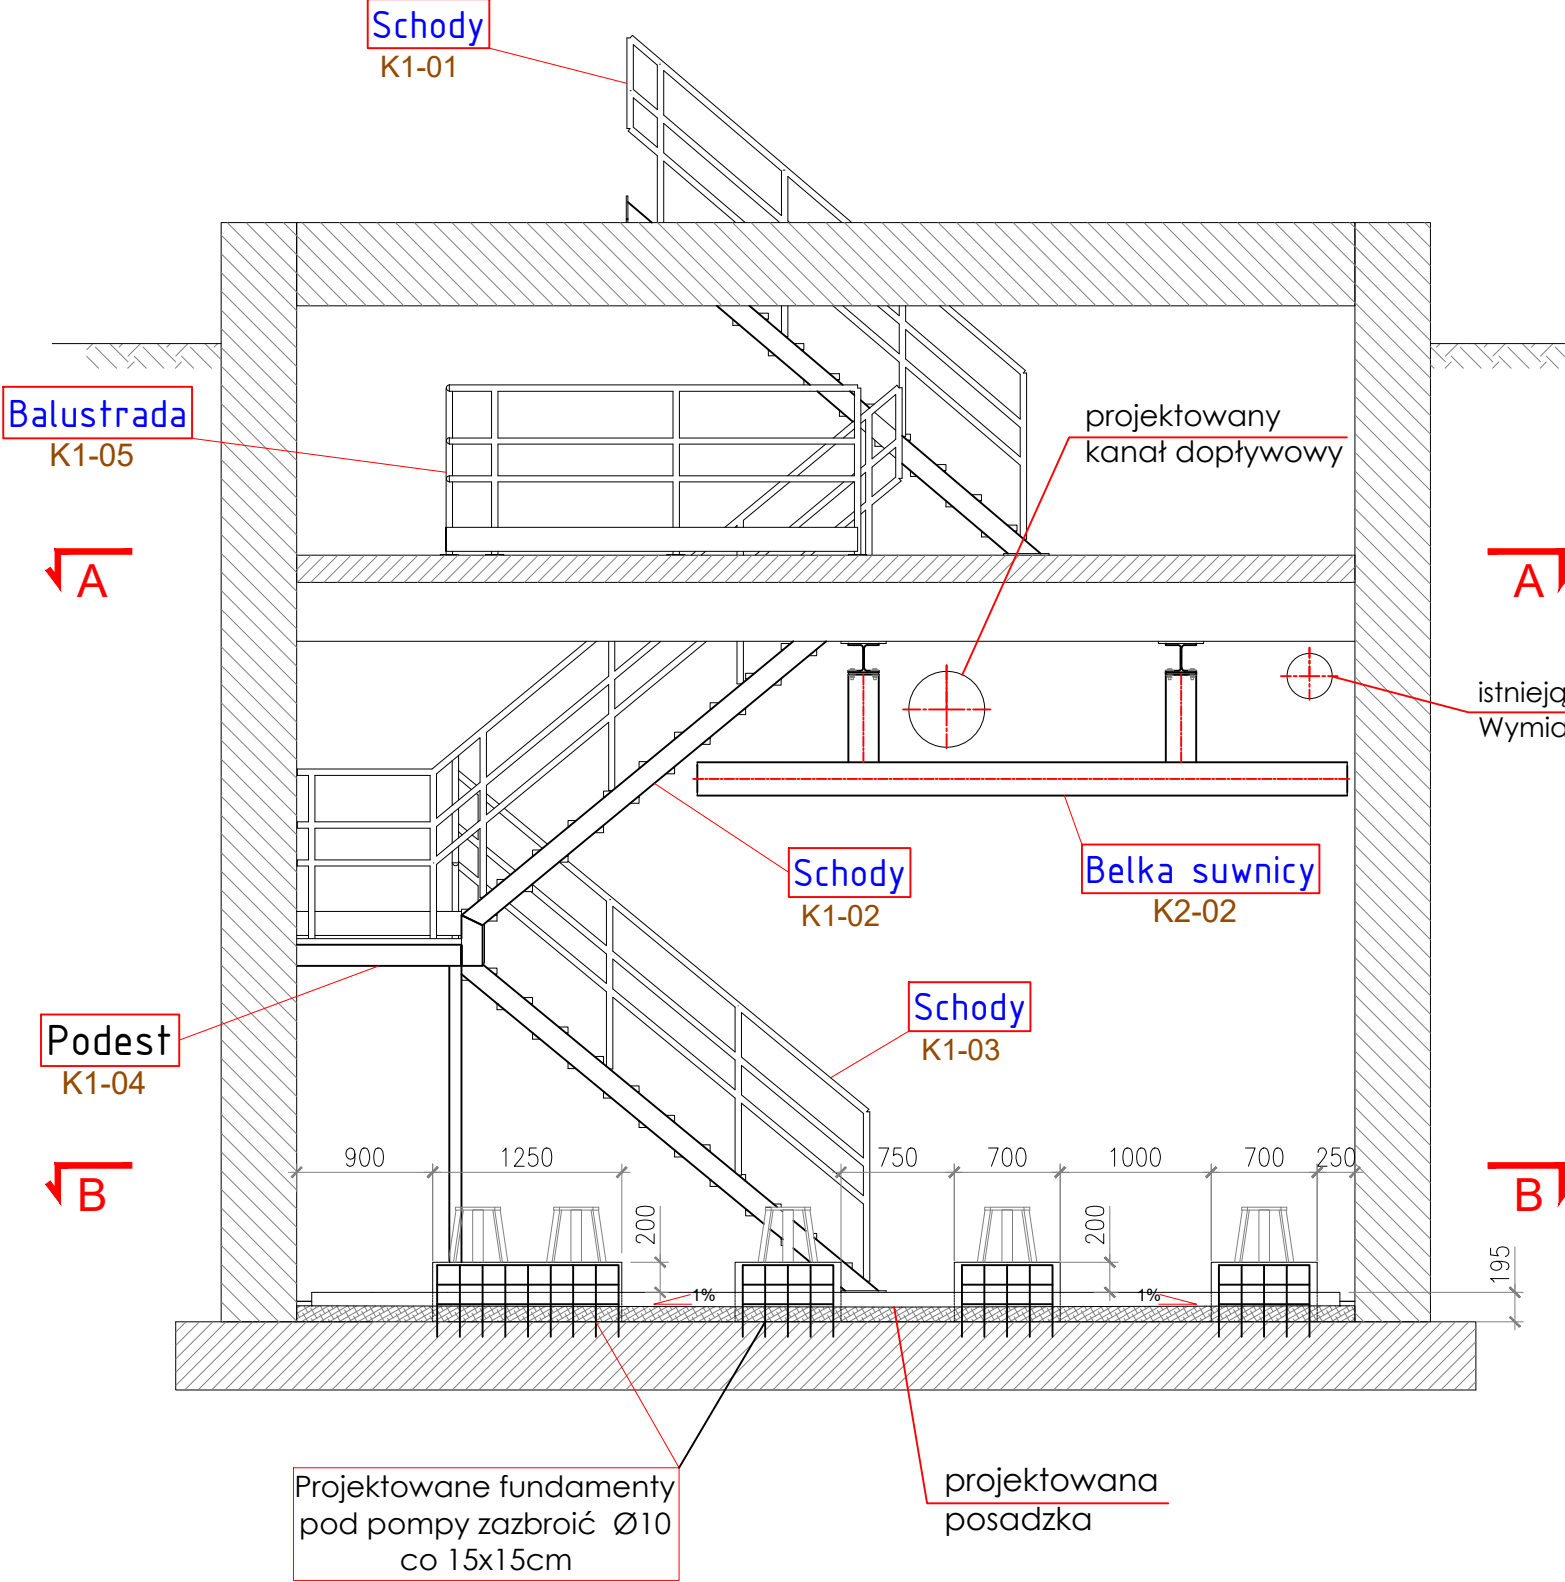 Schody
K1-01
Balustrada
K1-05
projektowany
kanał dopływowy
A
A
Wymia
Schody
K1-02
Belka suwnicy
K2-02
Schody
K1-03
Podest
K1-04
900
1250
750
700
1000
700
250
B
B
200
200
195
1%
1%
Projektowane fundamenty
pod pompy zazbroić Ø10
co 15x15cm
projektowana
posadzka